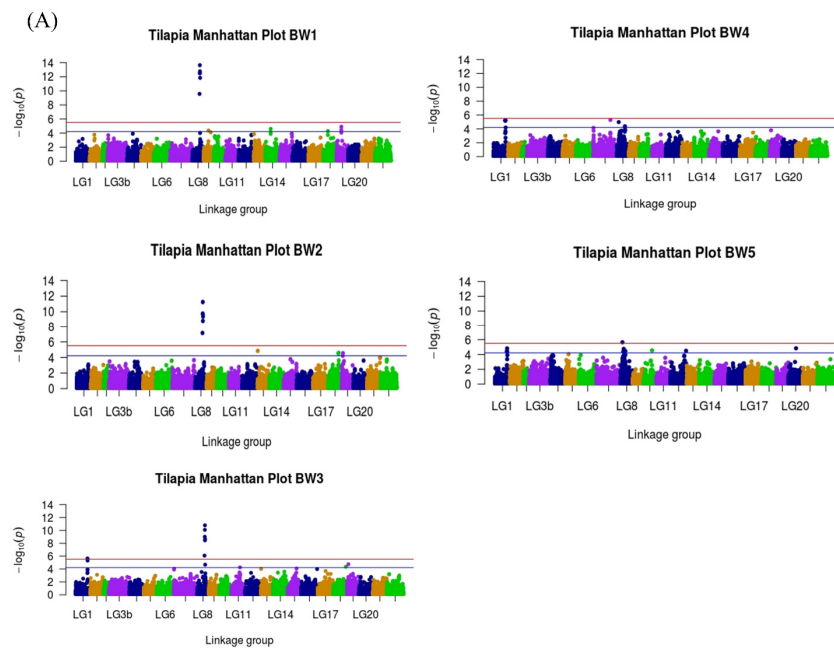 (A)
Tilapia Manhattan Plot BW1
14
12
10
8
6
4
2
0
−log10(p)
LG1 LG3b LG6 LG8 LG11 LG14 LG17 LG20
Linkage group
Tilapia Manhattan Plot BW2
14
12
10
8
6
4
2
0
−log10(p)
LG1 LG3b LG6 LG8 LG11 LG14 LG17 LG20
Linkage group
Tilapia Manhattan Plot BW3
14
12
10
8
6
4
2
0
−log10(p)
LG1 LG3b LG6 LG8 LG11 LG14 LG17 LG20
Linkage group
Tilapia Manhattan Plot BW4
14
12
10
8
6
4
2
0
−log10(p)
LG1 LG3b LG6 LG8 LG11 LG14 LG17 LG20
Linkage group
Tilapia Manhattan Plot BW5
14
12
10
8
6
4
2
0
−log10(p)
LG1 LG3b LG6 LG8 LG11 LG14 LG17 LG20
Linkage group